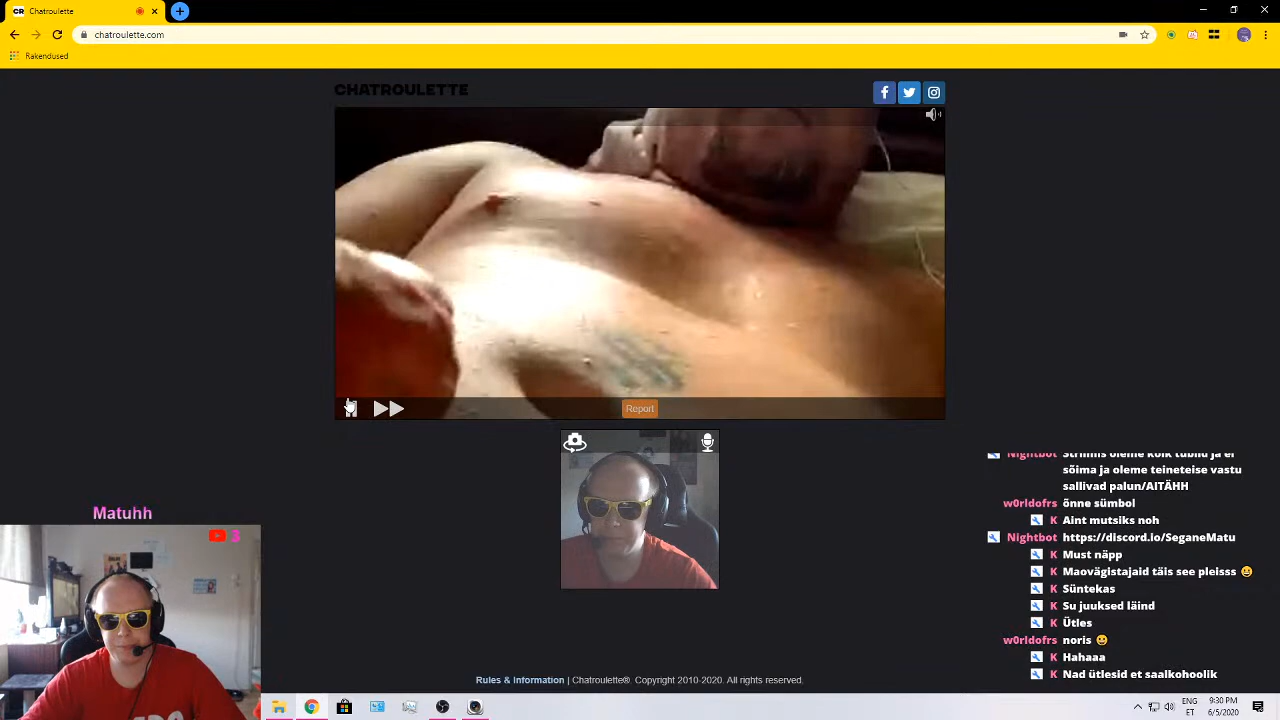 CR Chatroulette
chatroulette.com
Rakendused
CHATROULETTE
Report
Matuhh
3
Nightbot Striimis oleme kõik tublid ja ei
sõima ja oleme teineteise vastu
sallivad palun/AITÄHH
w0rldofrs õnne sümbol
K Aint mutsiks noh
Nightbot https://discord.io/SeganeMatu
K Must näpp
K Maovägistajaid täis see pleisss 😃
K Süntekas
K Su juuksed läind
K Ütles
w0rldofrs noris 😃
K Hahaaa
K Nad ütlesid et saalkohoolik
Rules & Information | Chatroulette®. Copyright 2010-2020. All rights reserved.
ENG
ET
9:30 PM
6/5/2020